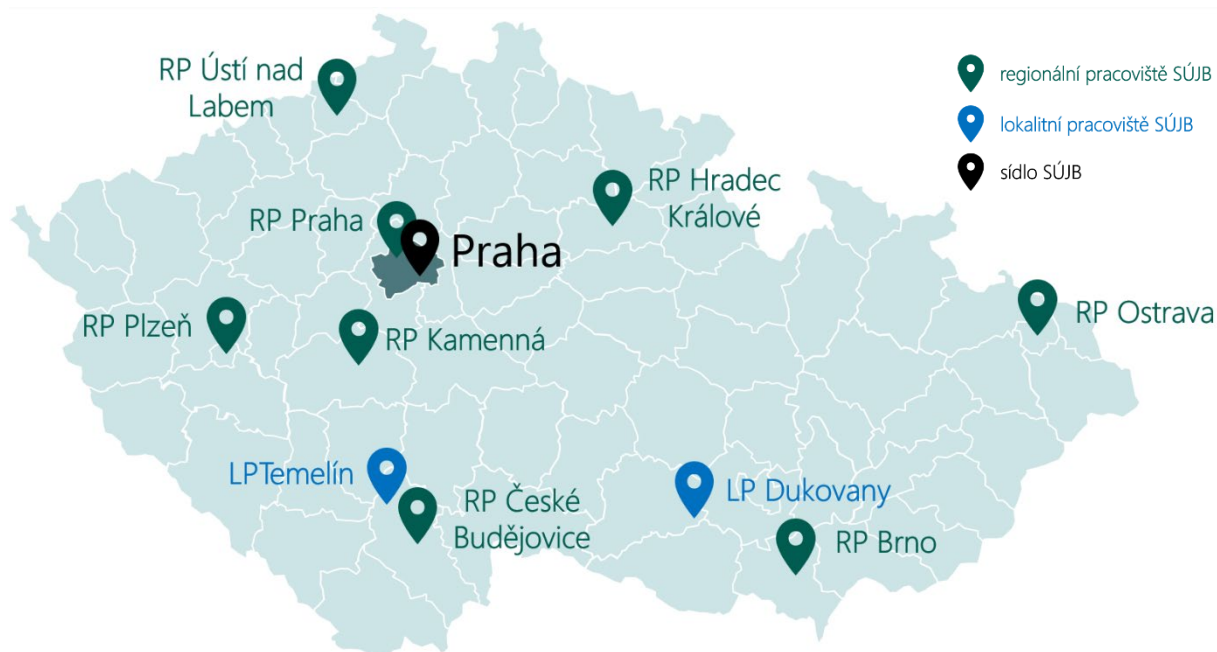 RP Ústí nad
Labem
regionální pracoviště SÚJB
lokalitní pracoviště SÚJB
sídlo SÚJB
RP Hradec
Králové
RP Praha
Praha
RP Plzeň
RP Kamenná
RP Ostrava
LPTemelín
LP Dukovany
RP České
Budějovice
RP Brno